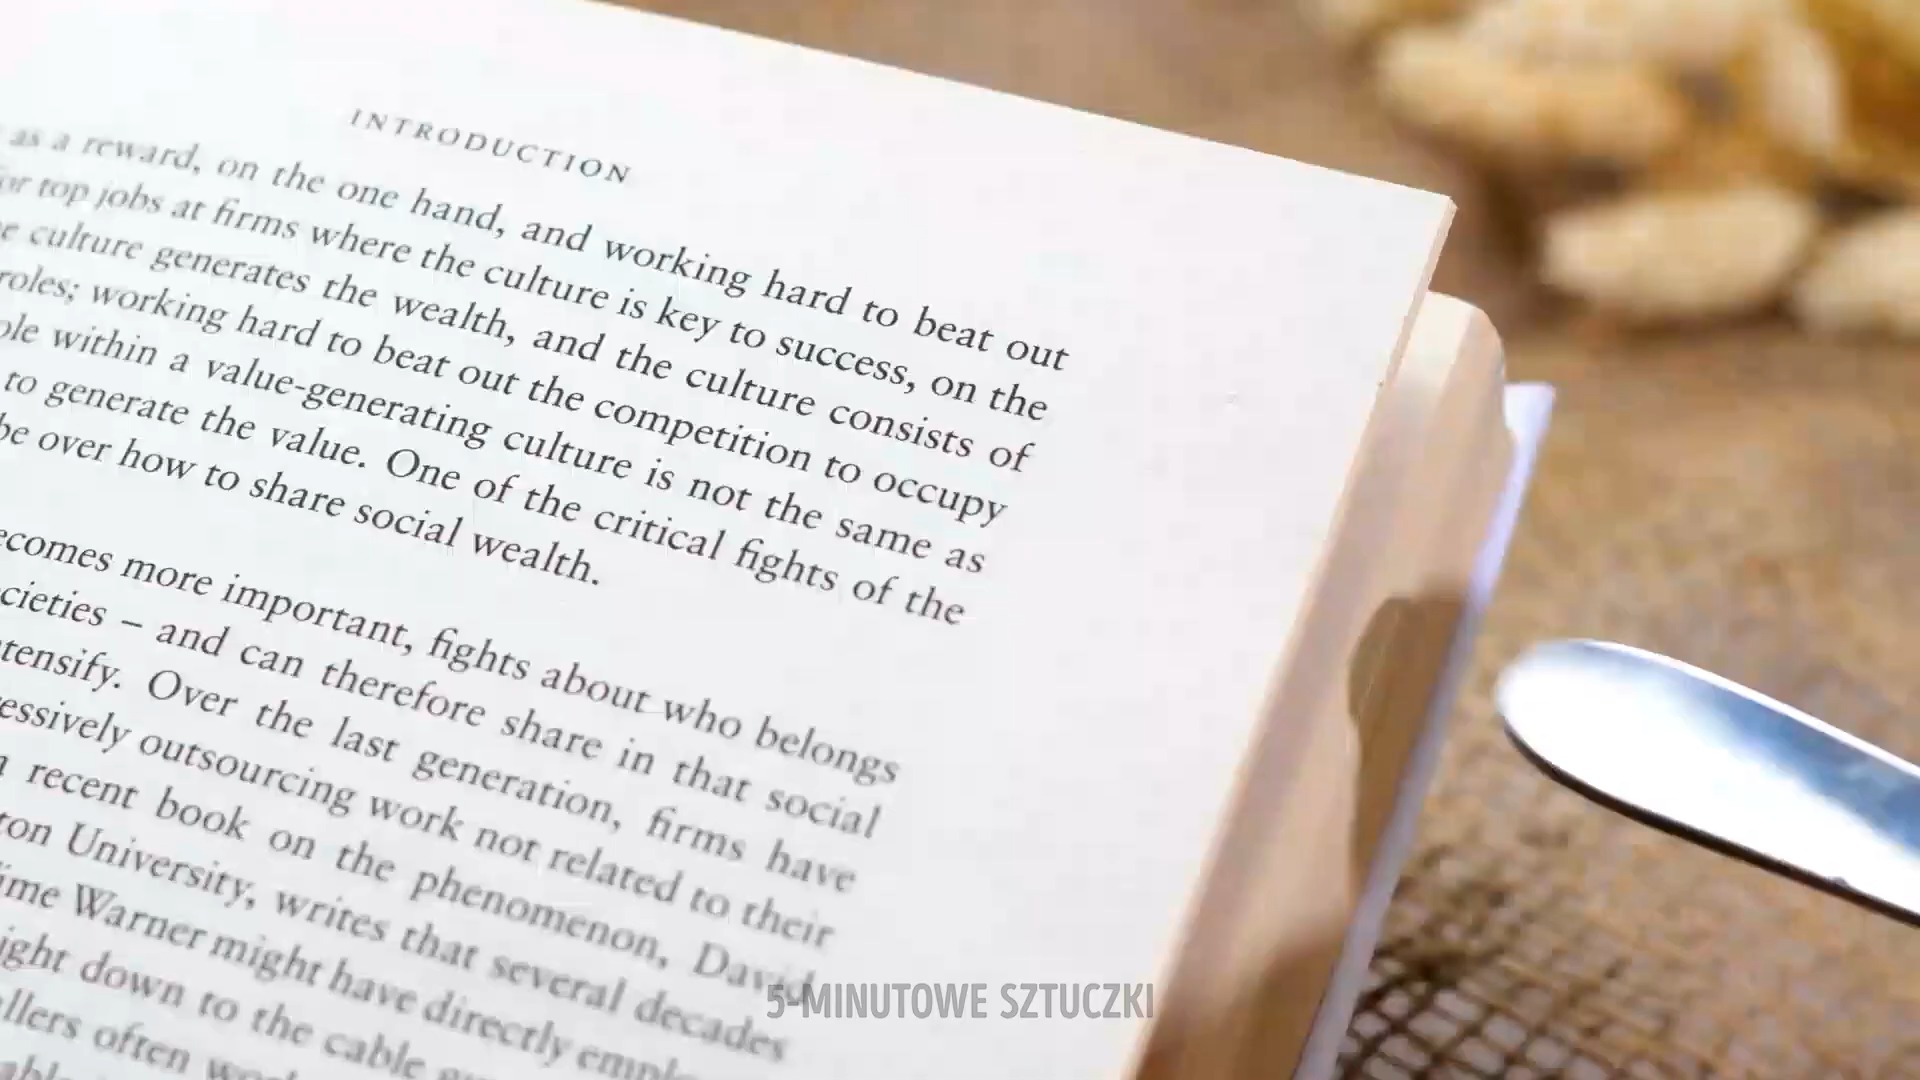 INTRODUCTION
as a reward, on the one hand, and working hard to beat out
for top jobs at firms where the culture is key to success, on the
culture generates the wealth, and the culture consists of
roles; working hard to beat out the competition to occupy
within a value-generating culture is not the same as
to generate the value. One of the critical fights of the
be over how to share social wealth.
ecomes more important, fights about who belongs
cieties – and can therefore share in that social
tensify. Over the last generation, firms have
essively outsourcing work not related to their
recent book on the phenomenon, David
ton University, writes that several decades
ime Warner might have directly emplo
ight down to the cable
llers often
5-MINUTOWE SZTUCZKI